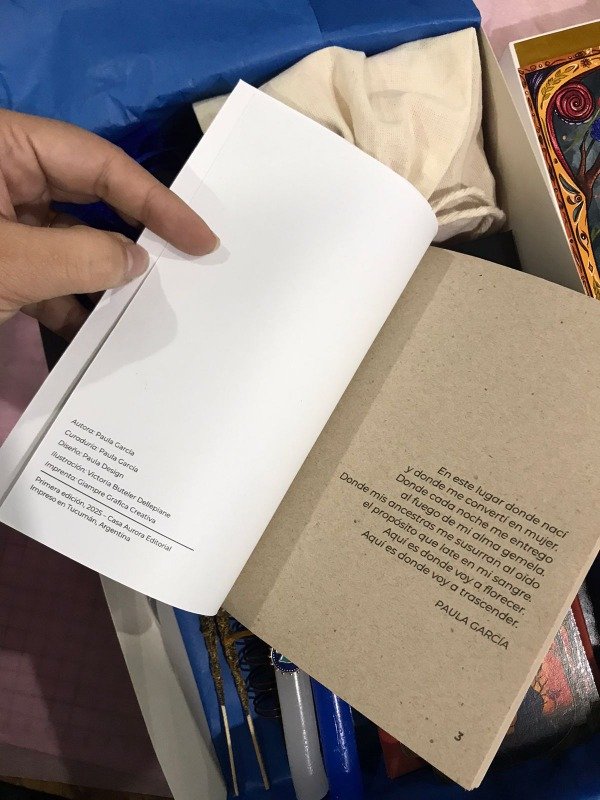 Autora: Paula García
Curaduría: Paula García
Diseño: Paula Design
Ilustración: Victoria Buteler Dellepiane
Imprenta: Giampre Grafica Creativa
Primera edición, 2025 - Casa Aurora Editorial
Impreso en Tucumán, Argentina
En este lugar donde nací
y donde me convertí en mujer.
Donde cada noche me entrego
al fuego de mi alma gemela.
Donde mis ancestras me susurran al oído
el propósito que late en mi sangre.
Aquí es donde voy a florecer.
Aquí es donde voy a trascender.
PAULA GARCÍA
3